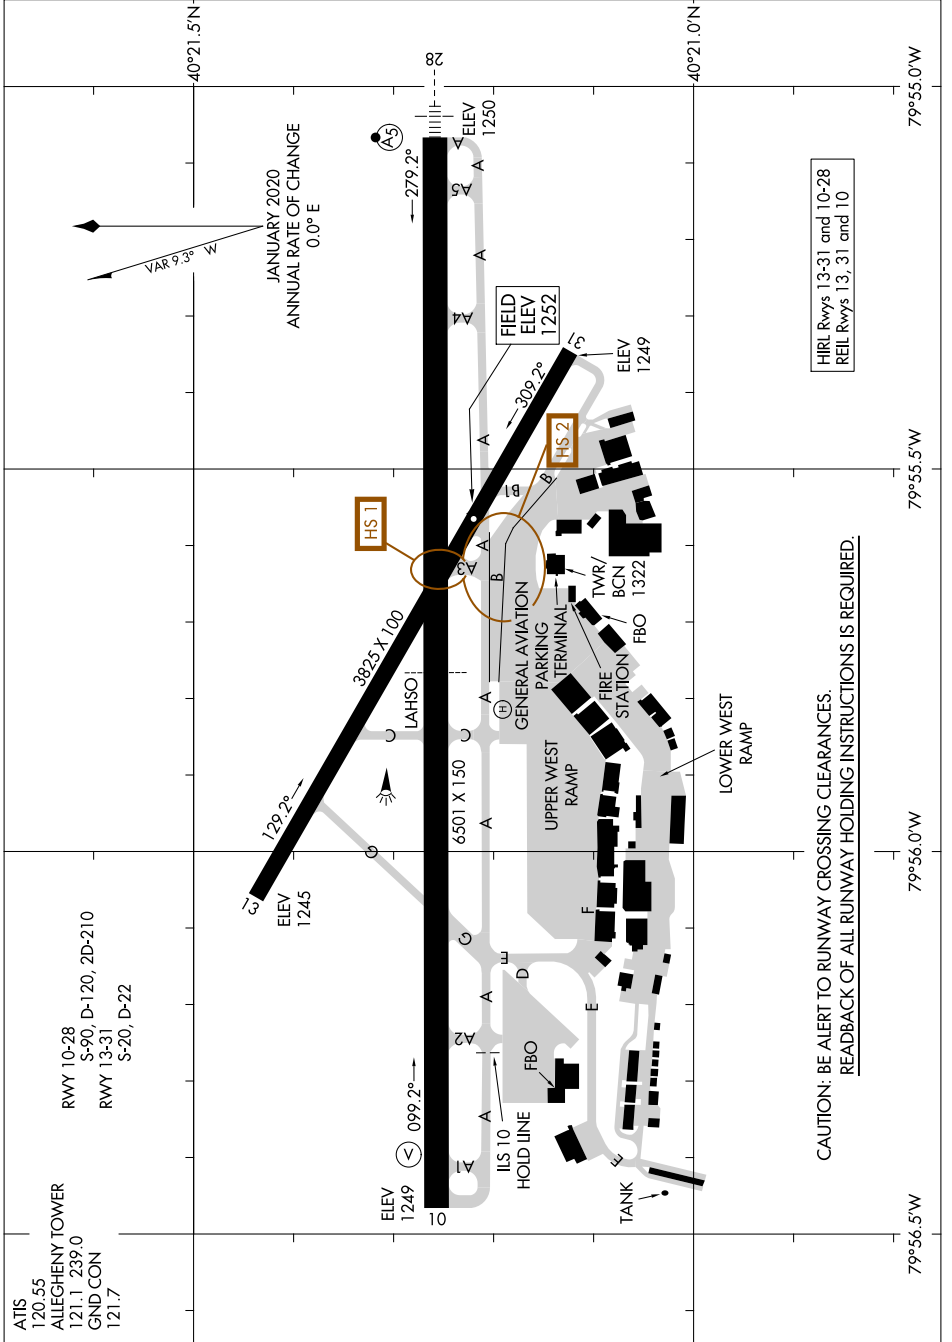 ATIS
120.55
ALLEGHENY TOWER
121.1 239.0
GND CON
121.7
RWY 10-28
S-90, D-120, 2D-210
RWY 13-31
S-20, D-22
JANUARY 2020
ANNUAL RATE OF CHANGE
0.0° E
VAR 9.3° W
40°21.5'N
40°21.0'N
79°56.5'W
79°56.0'W
79°55.5'W
79°55.0'W
13
ELEV
1245
129.2°
3825 X 100
G
G
C
C
LAHSO
HS 1
HS 2
FIELD
ELEV
1252
A5
279.2°
28
ELEV
1250
V
099.2°
ELEV
1249
10
6501 X 150
309.2°
31
ELEV
1249
A1
A
A2
A
A
A
A3
A
A
A4
A
A5
A
A
B
B
B1
H
ILS 10
HOLD LINE
FBO
D
E
E
E
F
TANK
UPPER WEST
RAMP
GENERAL AVIATION
PARKING
TERMINAL
FIRE
STATION
FBO
TWR/
BCN
1322
LOWER WEST
RAMP
HIRL Rwys 13-31 and 10-28
REIL Rwys 13, 31 and 10
CAUTION: BE ALERT TO RUNWAY CROSSING CLEARANCES.
READBACK OF ALL RUNWAY HOLDING INSTRUCTIONS IS REQUIRED.